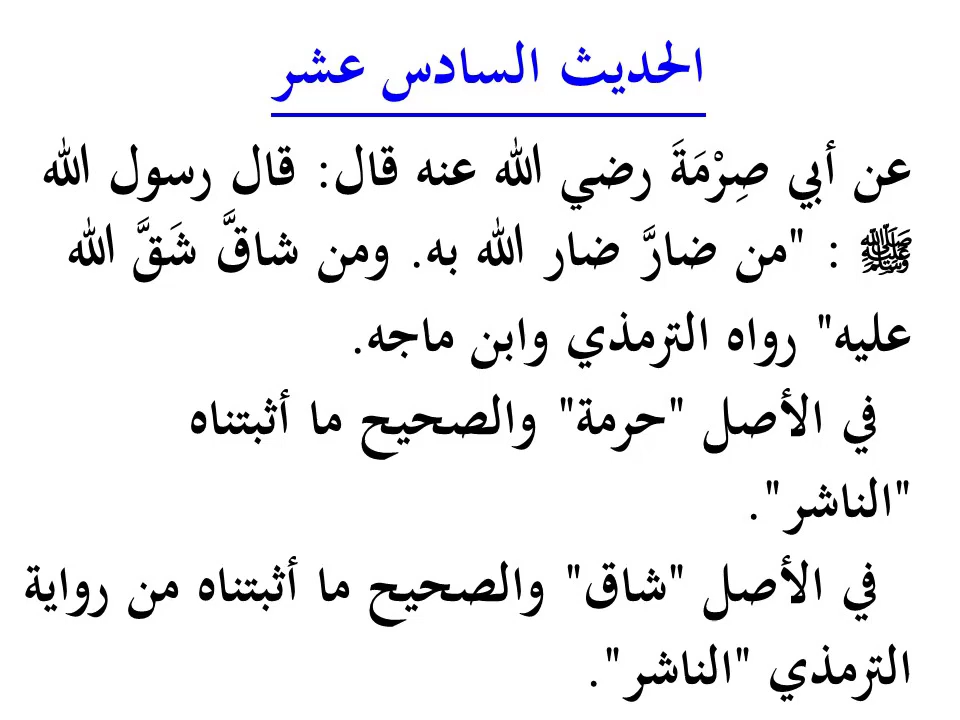 الحديث السادس عشر
عن أبي صِرْمَةَ رضي الله عنه قال: قال رسول الله
ﷺ : "من ضارَّ ضار الله به. ومن شاقَّ شَقَّ الله
عليه" رواه الترمذي وابن ماجه.
في الأصل "حرمة" والصحيح ما أثبتناه
"الناشر".
في الأصل "شاق" والصحيح ما أثبتناه من رواية
الترمذي "الناشر".